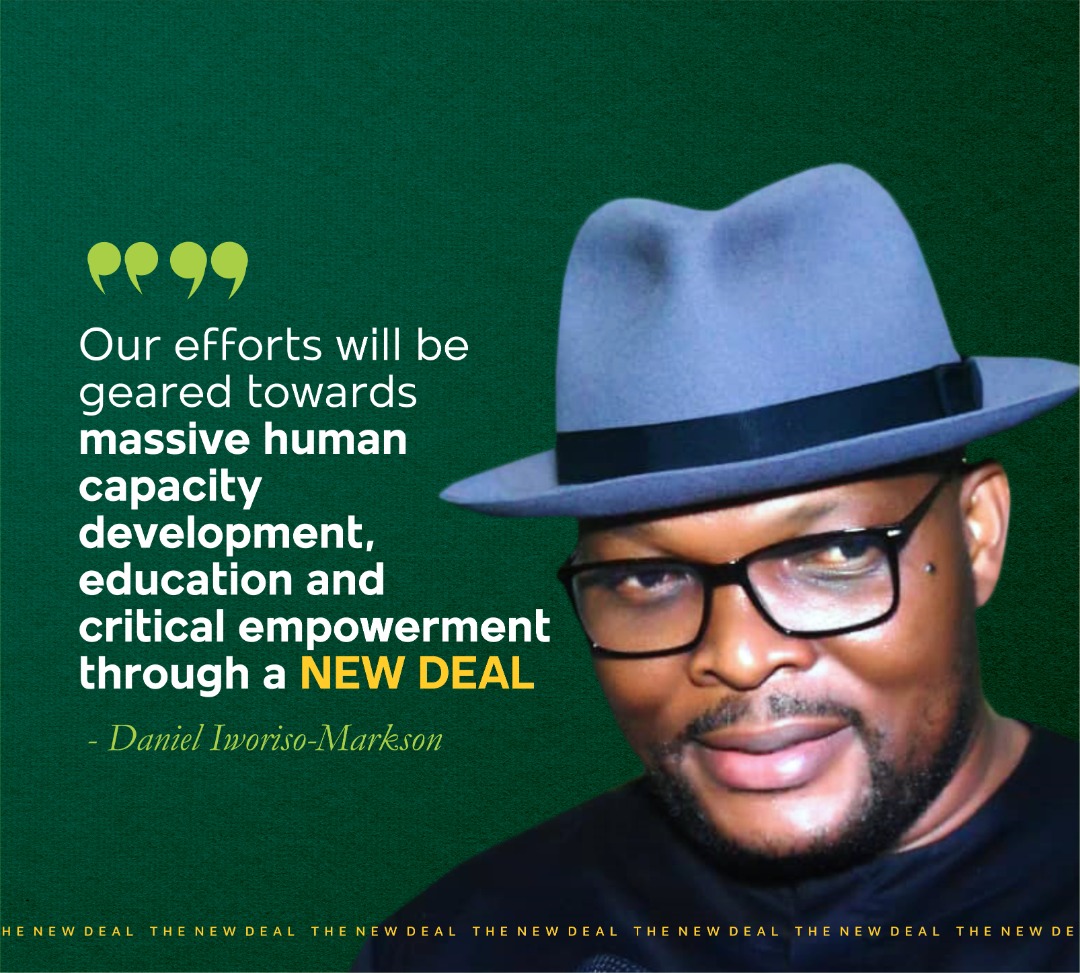 Our efforts will be
geared towards
massive human
capacity
development,
education and
critical empowerment
through a NEW DEAL
- Daniel Iworiso-Markson
HE NEW DEAL THE NEW DEAL THE NEW DEAL THE NEW DEAL THE NEW DEAL THE NEW DEAL THE NEW DE